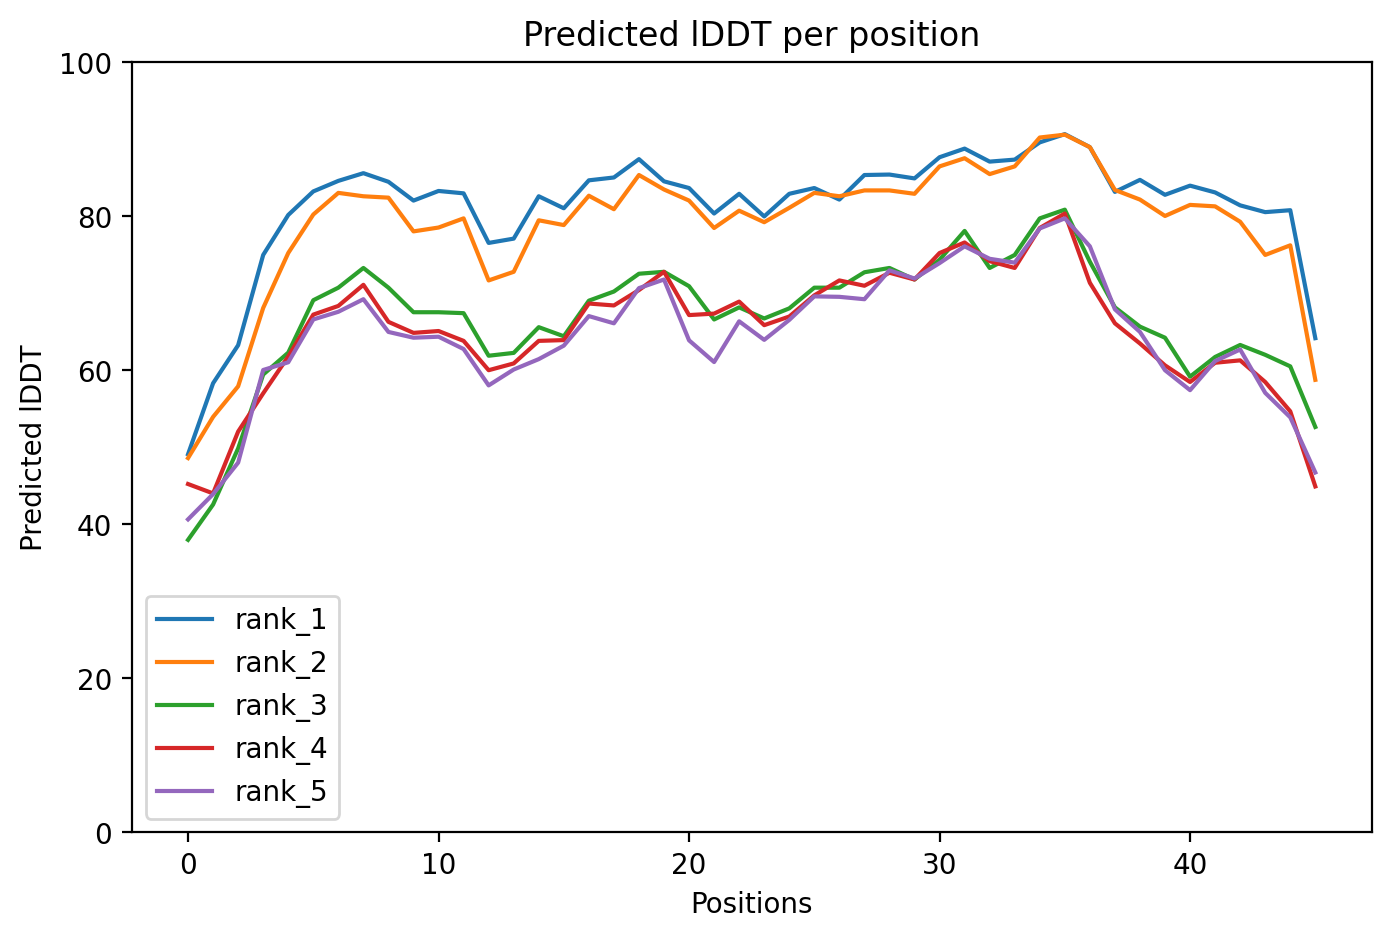 Predicted lDDT per position
Predicted lDDT
100
80
60
40
20
0
rank_1
rank_2
rank_3
rank_4
rank_5
0 10 20 30 40
Positions